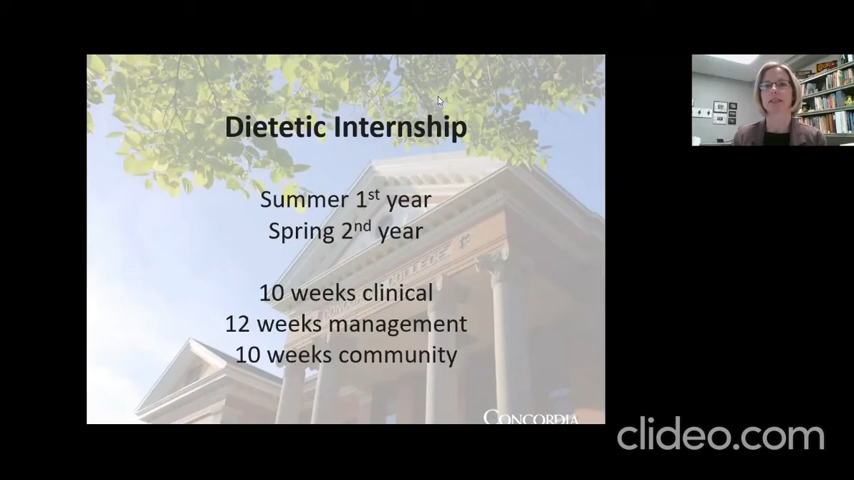 Dietetic Internship
Summer 1st year
Spring 2nd year
10 weeks clinical
12 weeks management
10 weeks community
CONCORDIA
clideo.com